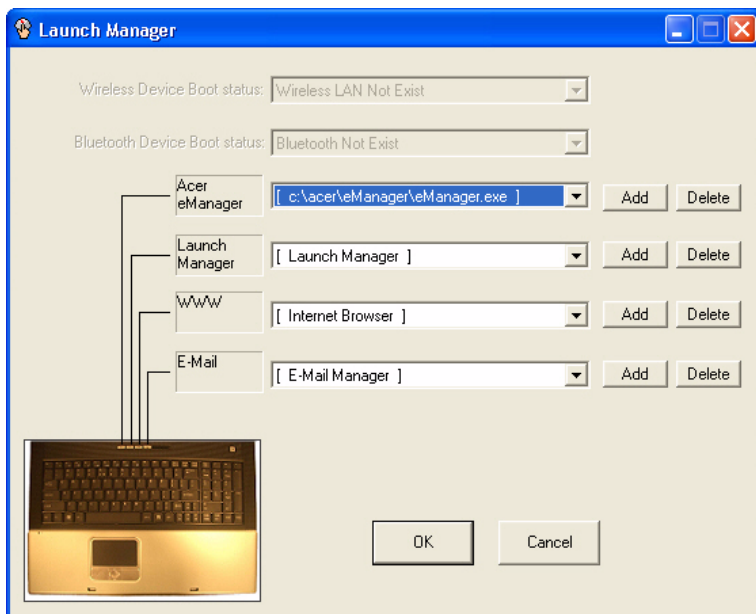 Launch Manager
Wireless Device Boot status: Wireless LAN Not Exist
Bluetooth Device Boot status: Bluetooth Not Exist
Acer
eManager
[ c:\acer\eManager\eManager.exe ] Add Delete
Launch
Manager
[ Launch Manager ] Add Delete
WWW
[ Internet Browser ] Add Delete
E-Mail
[ E-Mail Manager ] Add Delete
OK Cancel